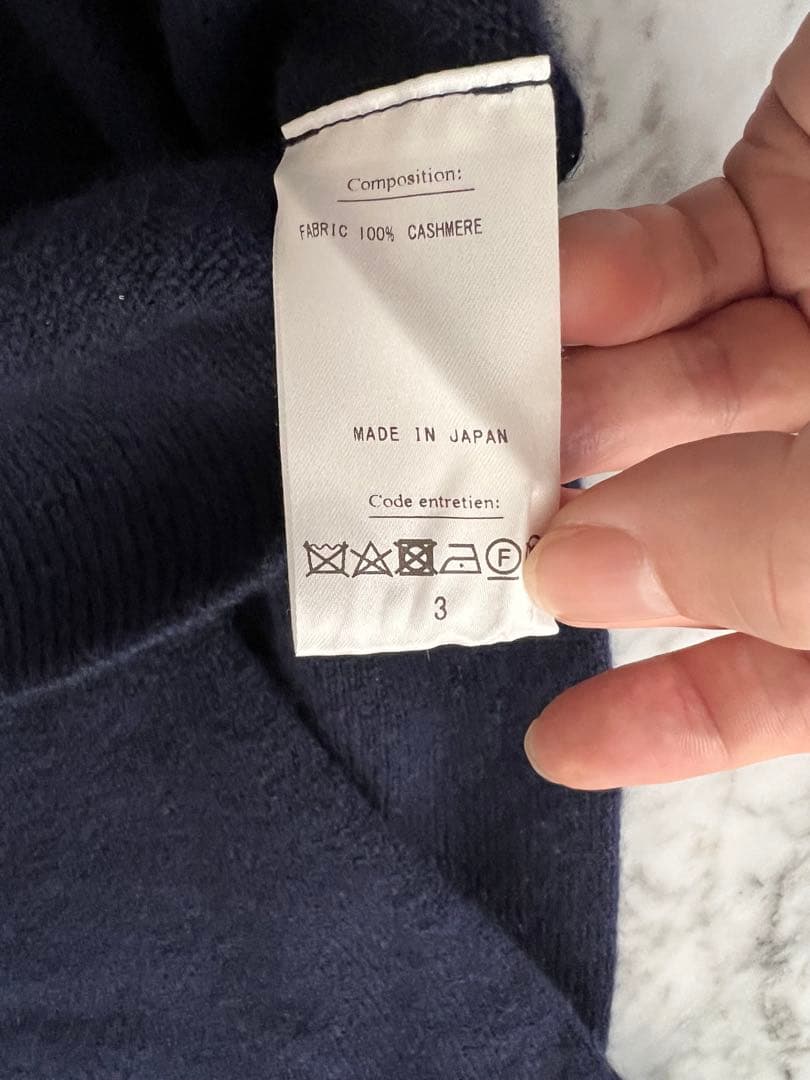 Composition:
FABRIC 100% CASHMERE
MADE IN JAPAN
Code entretien:
F
3